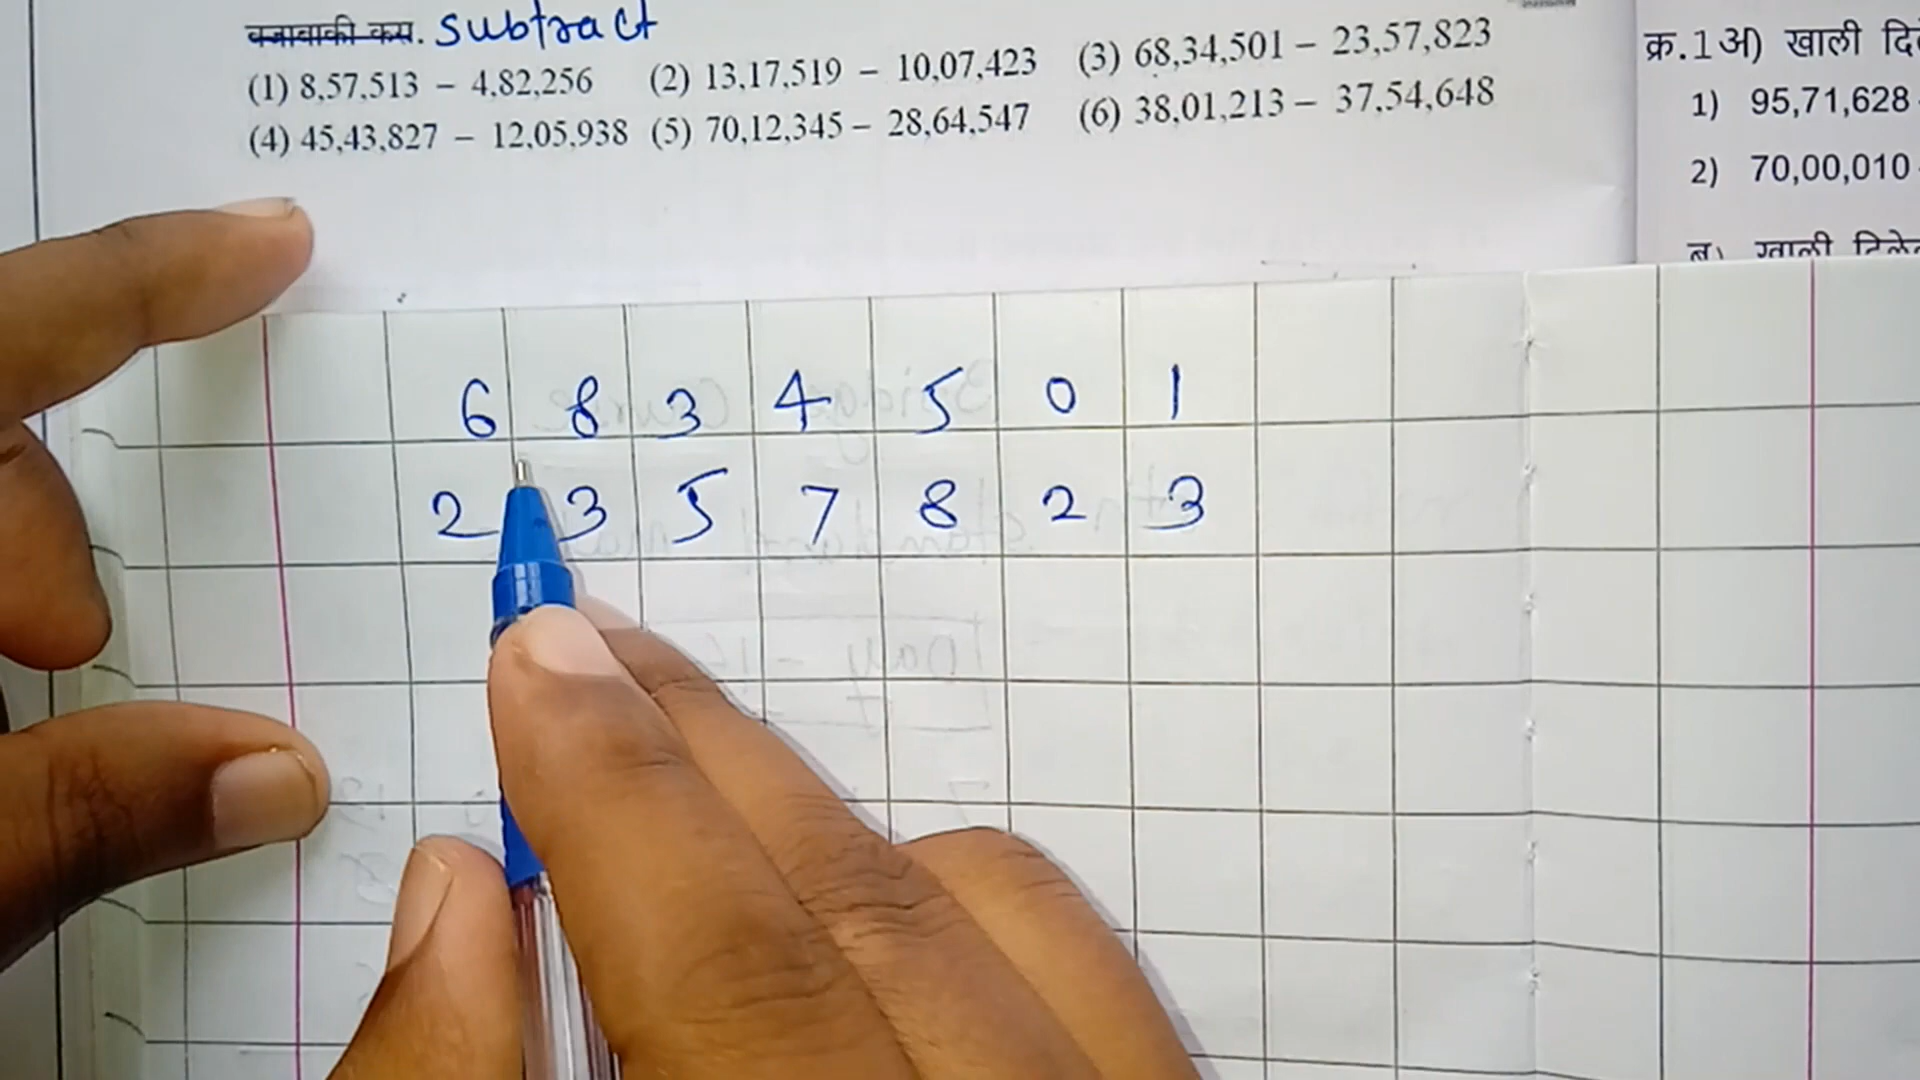 वजाबाकी करा. Subtract
(1) 8,57,513 – 4,82,256 (2) 13,17,519 – 10,07,423 (3) 68,34,501 – 23,57,823
(4) 45,43,827 – 12,05,938 (5) 70,12,345 – 28,64,547 (6) 38,01,213 – 37,54,648
क्र.1अ) खाली
1) 95,71,628
2) 70,00,010
ब) खाली
6 8 3 4 5 0 1
2 3 5 7 8 2 3